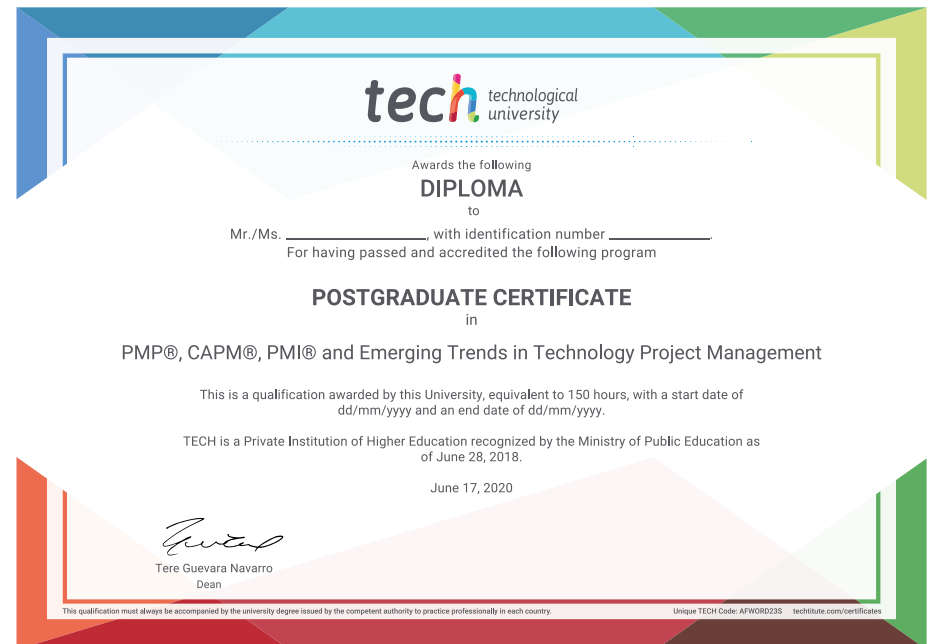 tech technological
university
Awards the following
DIPLOMA
to
Mr./Ms. ____________________, with identification number ______________.
For having passed and accredited the following program
POSTGRADUATE CERTIFICATE
in
PMP®, CAPM®, PMI® and Emerging Trends in Technology Project Management
This is a qualification awarded by this University, equivalent to 150 hours, with a start date of
dd/mm/yyyy and an end date of dd/mm/yyyy.
TECH is a Private Institution of Higher Education recognized by the Ministry of Public Education as
of June 28, 2018.
June 17, 2020
Tere Guevara Navarro
Dean
This qualification must always be accompanied by the university degree issued by the competent authority to practice professionally in each country.
Unique TECH Code: AFWORD23S techtitute.com/certificates